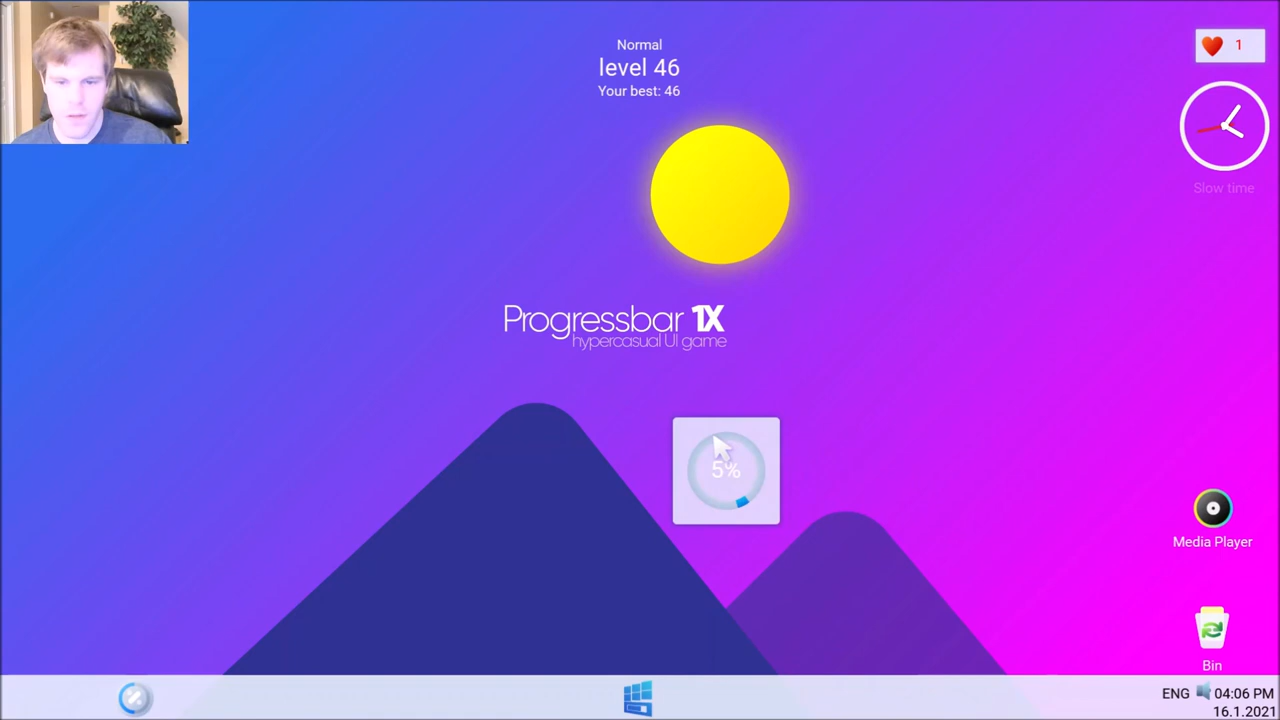 Normal
level 46
Your best: 46
1
Slow time
Progressbar 1X
hypercasual UI game
5%
Media Player
Bin
ENG 04:06 PM
16.1.2021